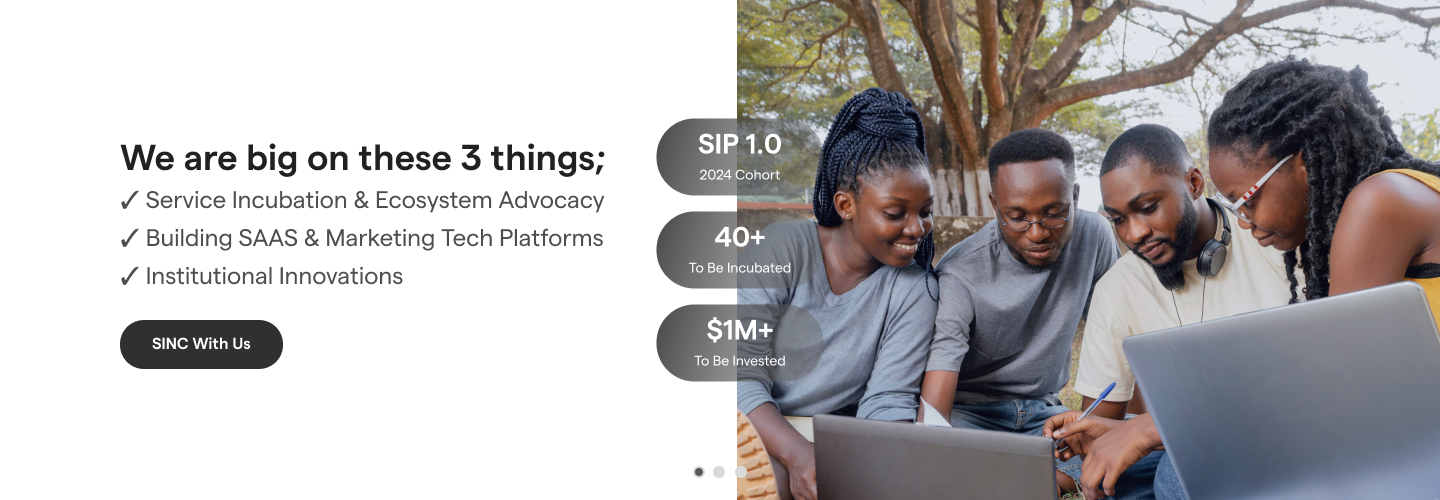 We are big on these 3 things;
✓ Service Incubation & Ecosystem Advocacy
✓ Building SAAS & Marketing Tech Platforms
✓ Institutional Innovations
SINC With Us
SIP 1.0
2024 Cohort
40+
To Be Incubated
$1M+
To Be Invested